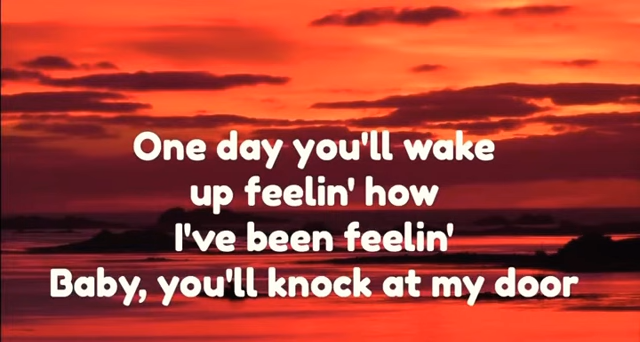 One day you'll wake
up feelin' how
I've been feelin'
Baby, you'll knock at my door